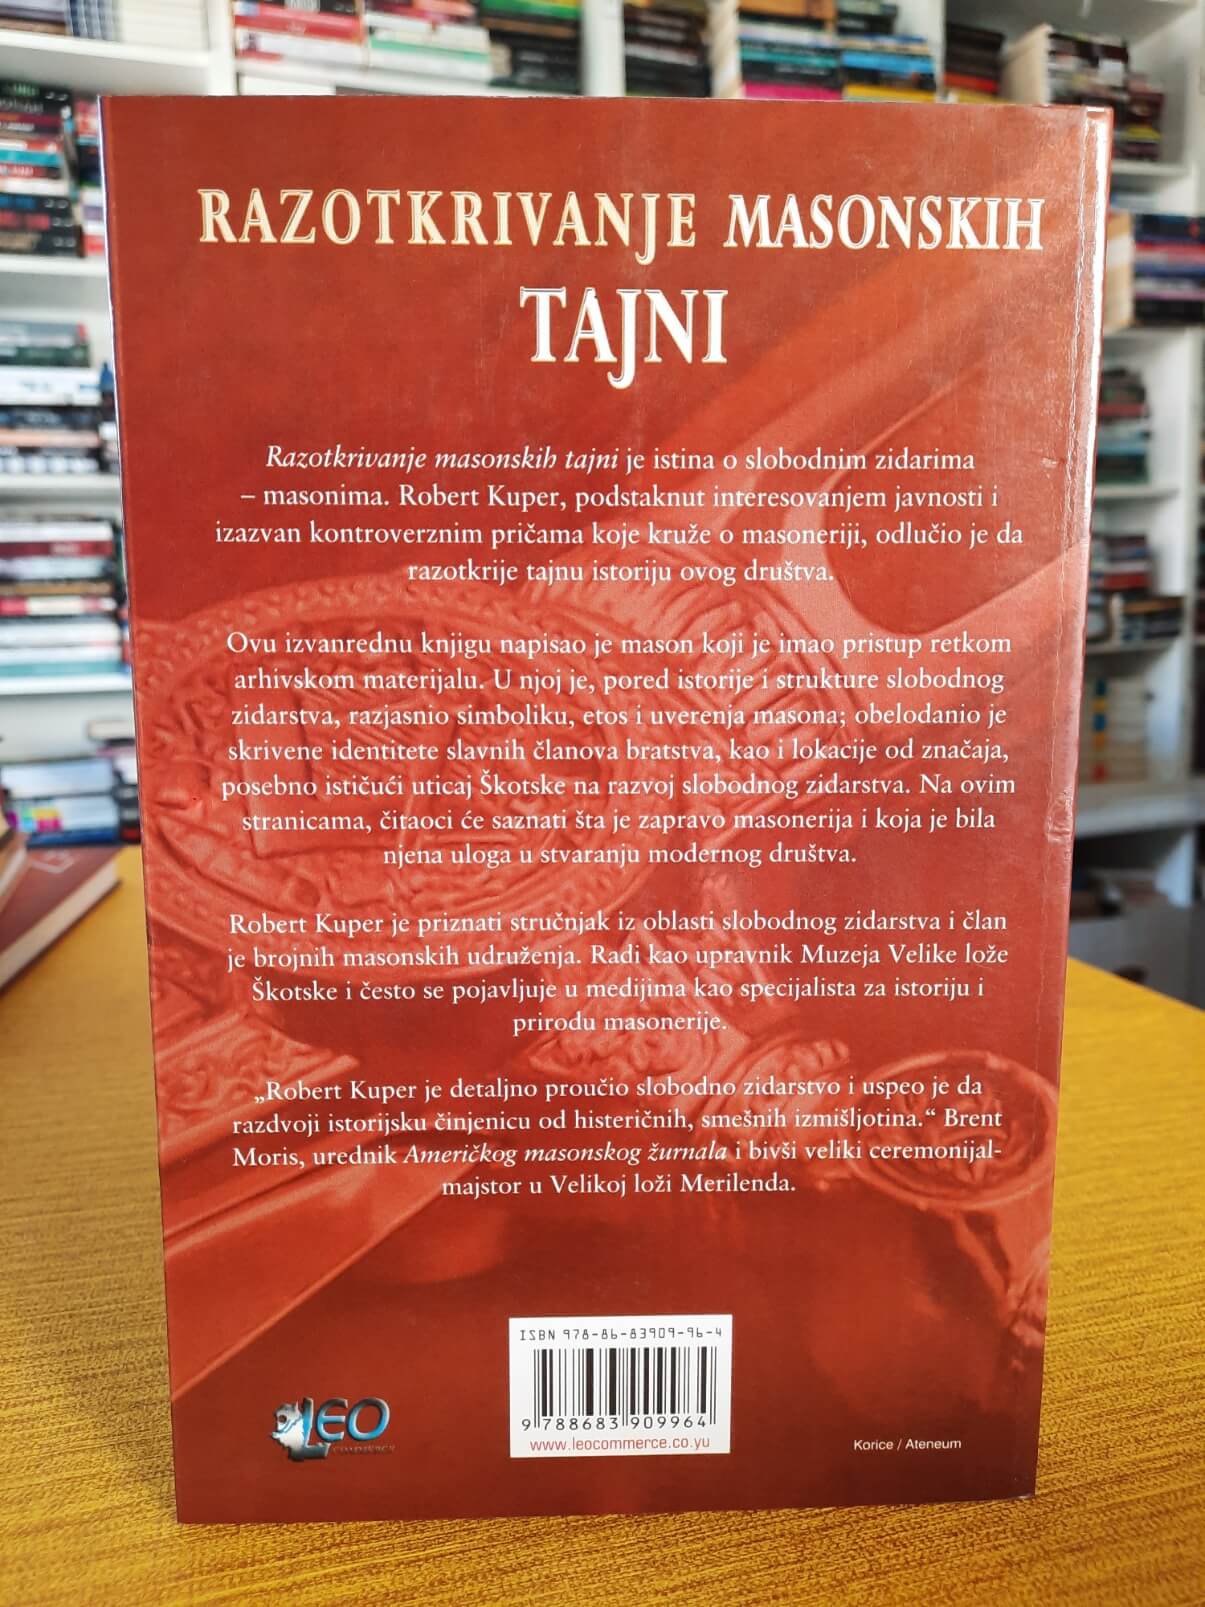 RAZOTKRIVANJE MASONSKIH
TAJNI
Razotkrivanje masonskih tajni je istina o slobodnim zidarima
– masonima. Robert Kuper, podstaknut interesovanjem javnosti i
izazvan kontroverznim pričama koje kruže o masoneriji, odlučio je da
razotkrije tajnu istoriju ovog društva.
Ovu izvanrednu knjigu napisao je mason koji je imao pristup retkom
arhivskom materijalu. U njoj je, pored istorije i strukture slobodnog
zidarstva, razjasnio simboliku, etos i uverenja masona; obelodanio je
skrivene identitete slavnih članova bratstva, kao i lokacije od značaja,
posebno ističući uticaj Škotske na razvoj slobodnog zidarstva. Na ovim
stranicama, čitaoci će saznati šta je zapravo masonerija i koja je bila
njena uloga u stvaranju modernog društva.
Robert Kuper je priznati stručnjak iz oblasti slobodnog zidarstva i član
je brojnih masonskih udruženja. Radi kao upravnik Muzeja Velike lože
Škotske i često se pojavljuje u medijima kao specijalista za istoriju i
prirodu masonerije.
„Robert Kuper je detaljno proučio slobodno zidarstvo i uspeo je da
razdvoji istorijsku činjenicu od histeričnih, smešnih izmišljotina.“ Brent
Moris, urednik Američkog masonskog žurnala i bivši veliki ceremonijal-
majstor u Velikoj loži Merilenda.
ISBN 978-86-83909-96-4
9 788683 909964
www.leocommerce.co.yu
LEO
COMMERCE
Korice / Ateneum